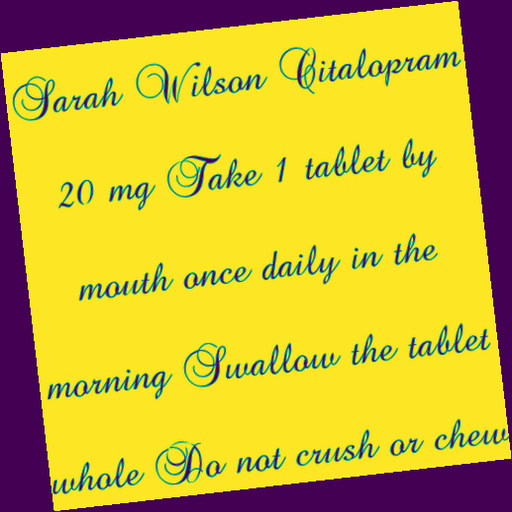 Sarah Wilson Citalopram
20 mg Take 1 tablet by
mouth once daily in the
morning Swallow the tablet
whole Do not crush or chew